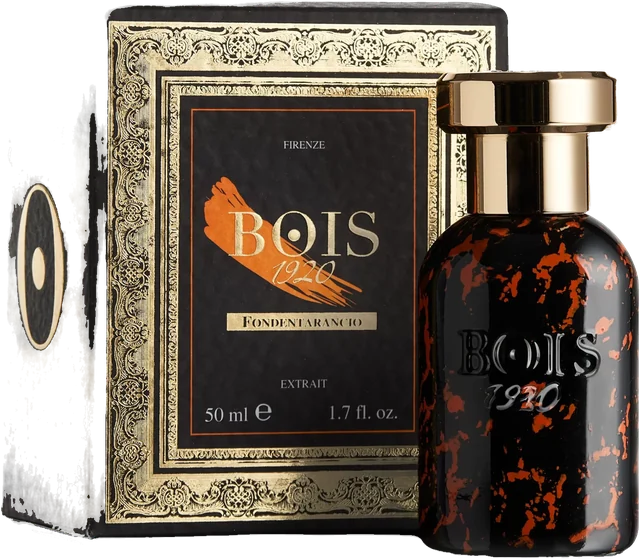 FIRENZE
BOIS
1920
FONDENTARANCIO
EXTRAIT
50 ml ℮ 1.7 fl. oz.
BOIS
1920